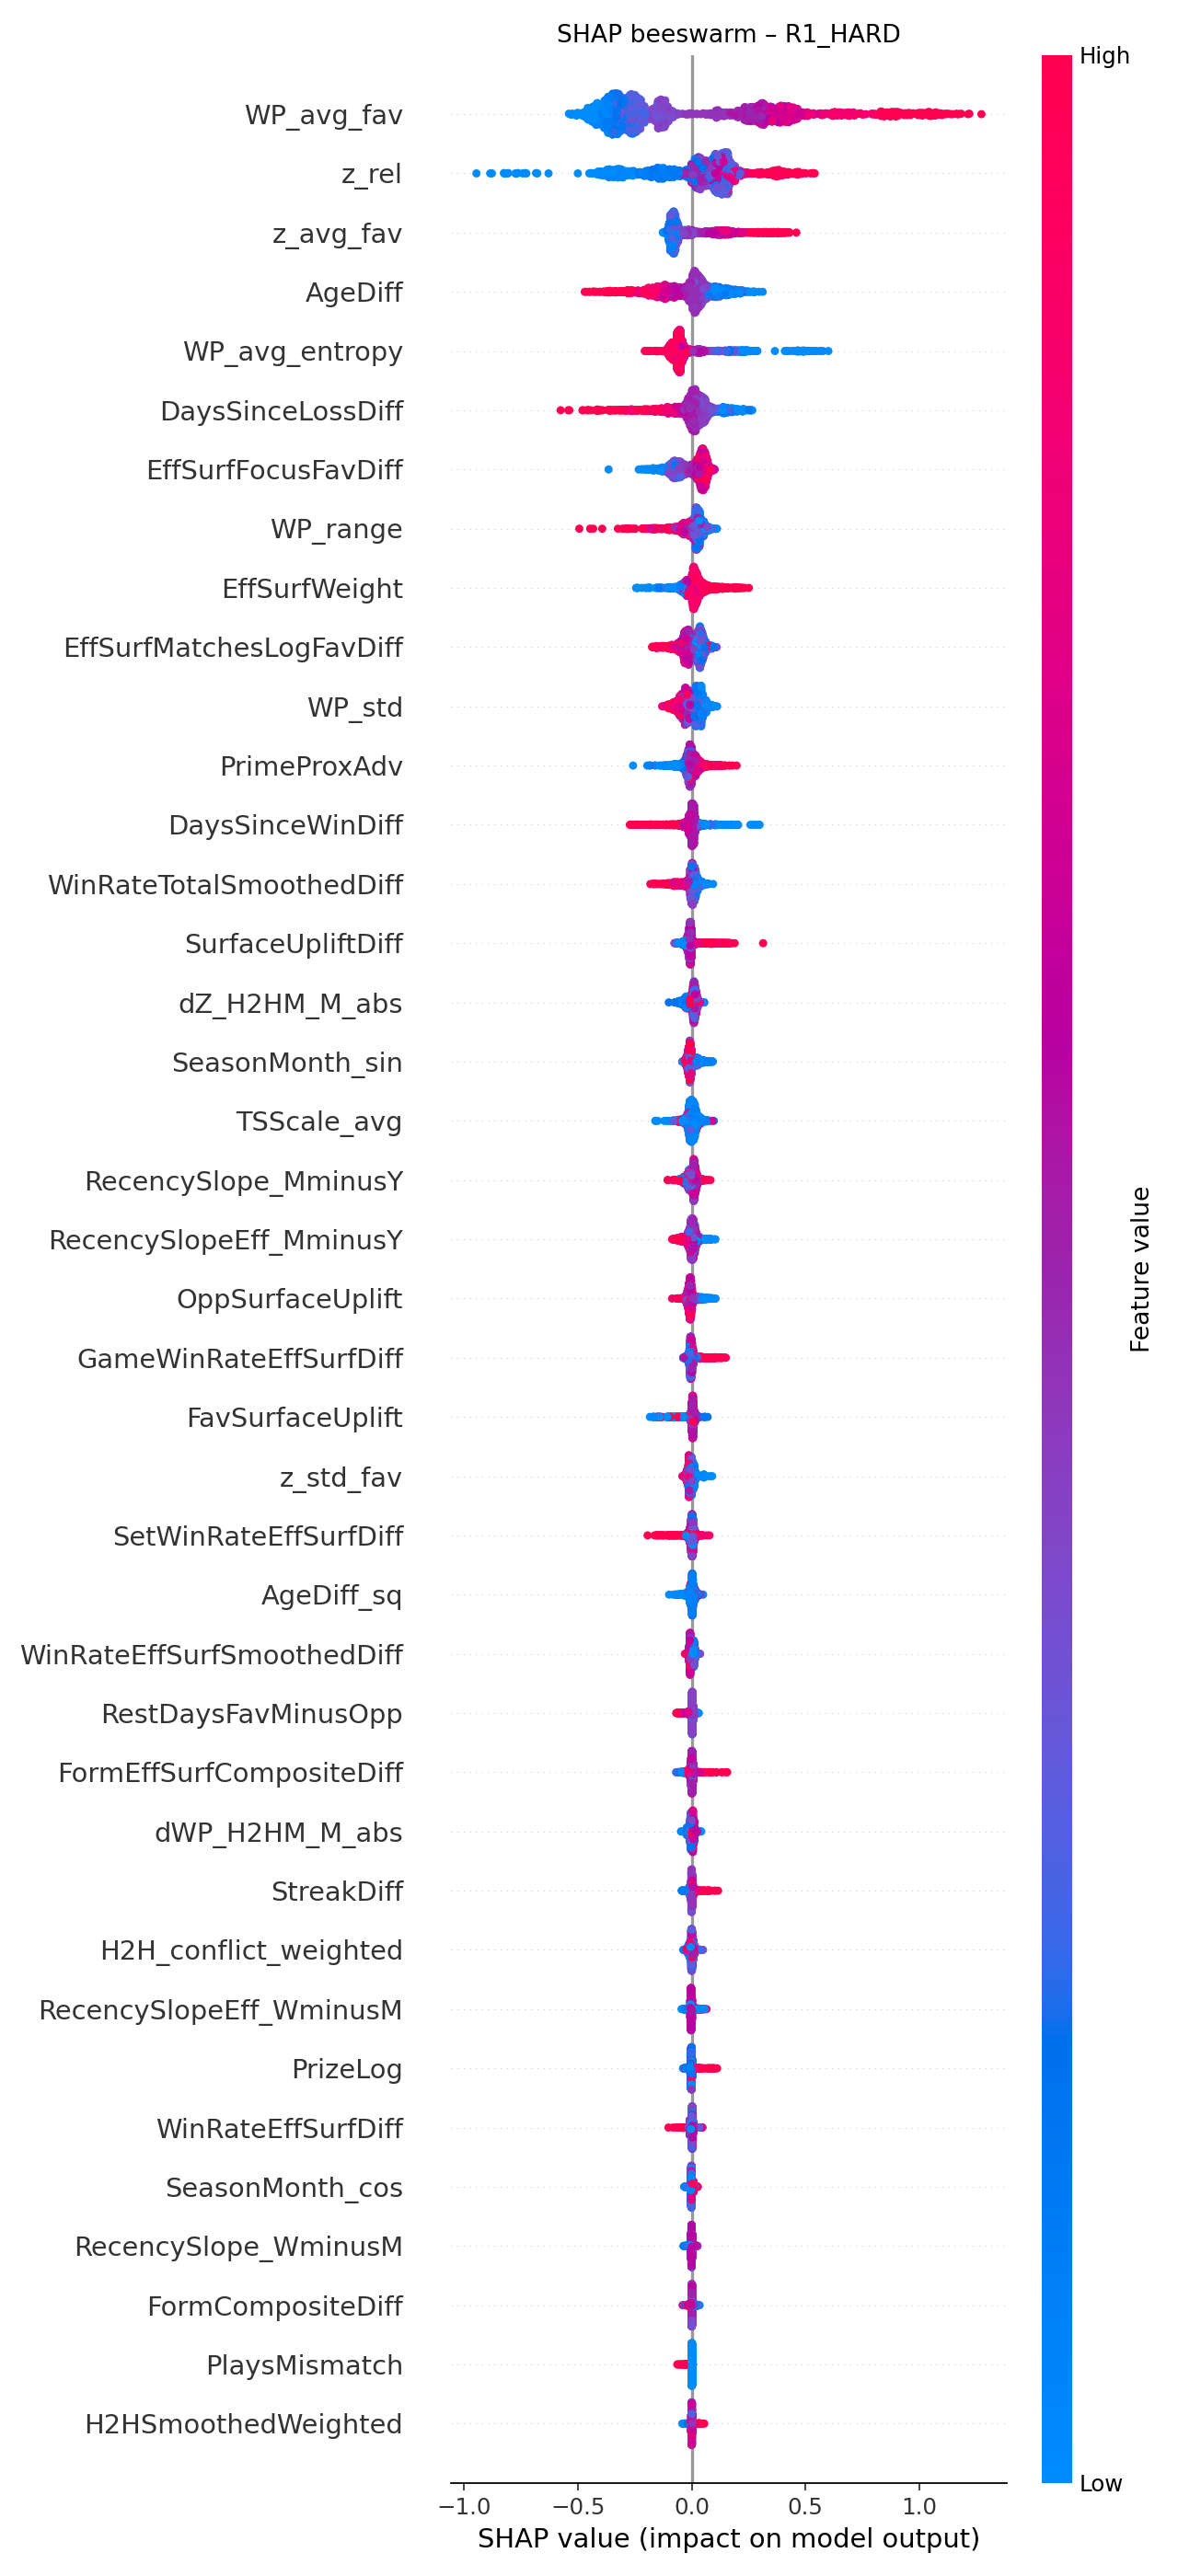 SHAP beeswarm – R1_HARD
High
WP_avg_fav
z_rel
z_avg_fav
AgeDiff
WP_avg_entropy
DaysSinceLossDiff
EffSurfFocusFavDiff
WP_range
EffSurfWeight
EffSurfMatchesLogFavDiff
WP_std
PrimeProxAdv
DaysSinceWinDiff
WinRateTotalSmoothedDiff
SurfaceUpliftDiff
dZ_H2HM_M_abs
SeasonMonth_sin
TSScale_avg
RecencySlope_MminusY
RecencySlopeEff_MminusY
OppSurfaceUplift
GameWinRateEffSurfDiff
FavSurfaceUplift
z_std_fav
SetWinRateEffSurfDiff
AgeDiff_sq
WinRateEffSurfSmoothedDiff
RestDaysFavMinusOpp
FormEffSurfCompositeDiff
dWP_H2HM_M_abs
StreakDiff
H2H_conflict_weighted
RecencySlopeEff_WminusM
PrizeLog
WinRateEffSurfDiff
SeasonMonth_cos
RecencySlope_WminusM
FormCompositeDiff
PlaysMismatch
H2HSmoothedWeighted
Feature value
Low
−1.0 −0.5 0.0 0.5 1.0
SHAP value (impact on model output)